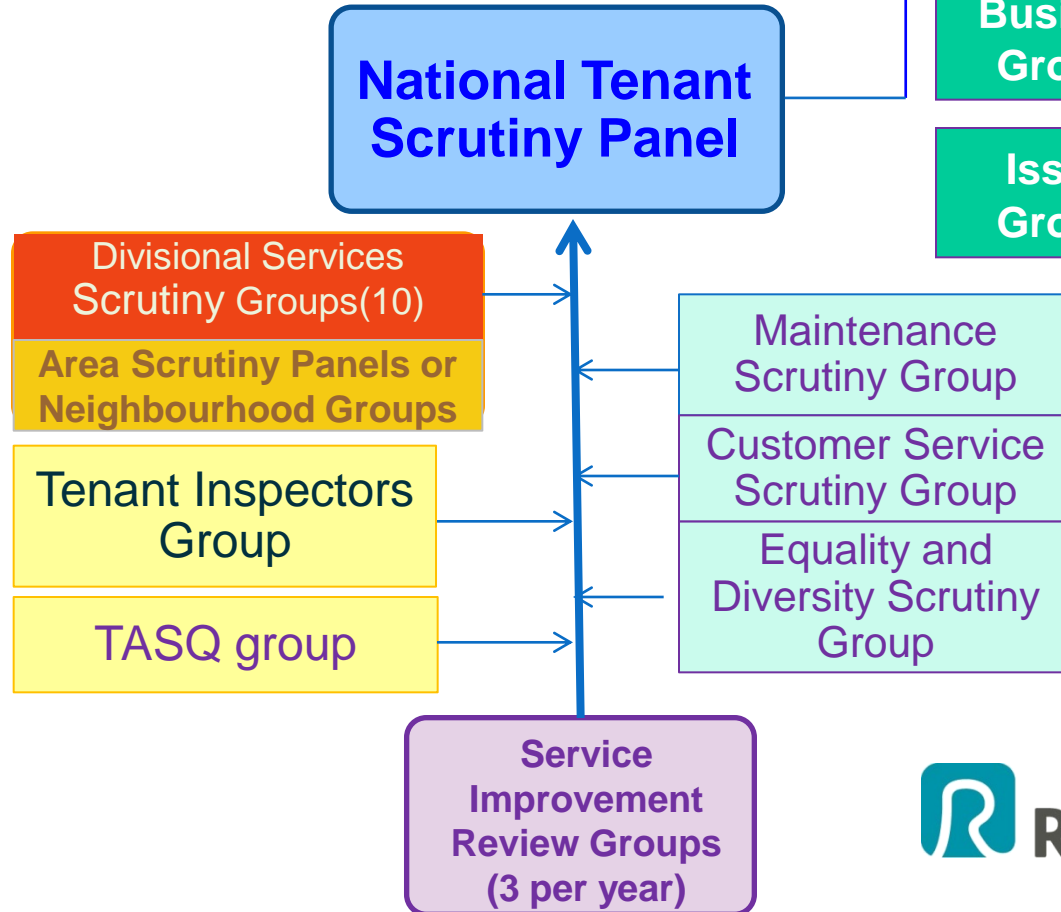 National Tenant
Scrutiny Panel
Divisional Services
Scrutiny Groups(10)
Area Scrutiny Panels or
Neighbourhood Groups
Tenant Inspectors
Group
TASQ group
Maintenance
Scrutiny Group
Customer Service
Scrutiny Group
Equality and
Diversity Scrutiny
Group
Service
Improvement
Review Groups
(3 per year)